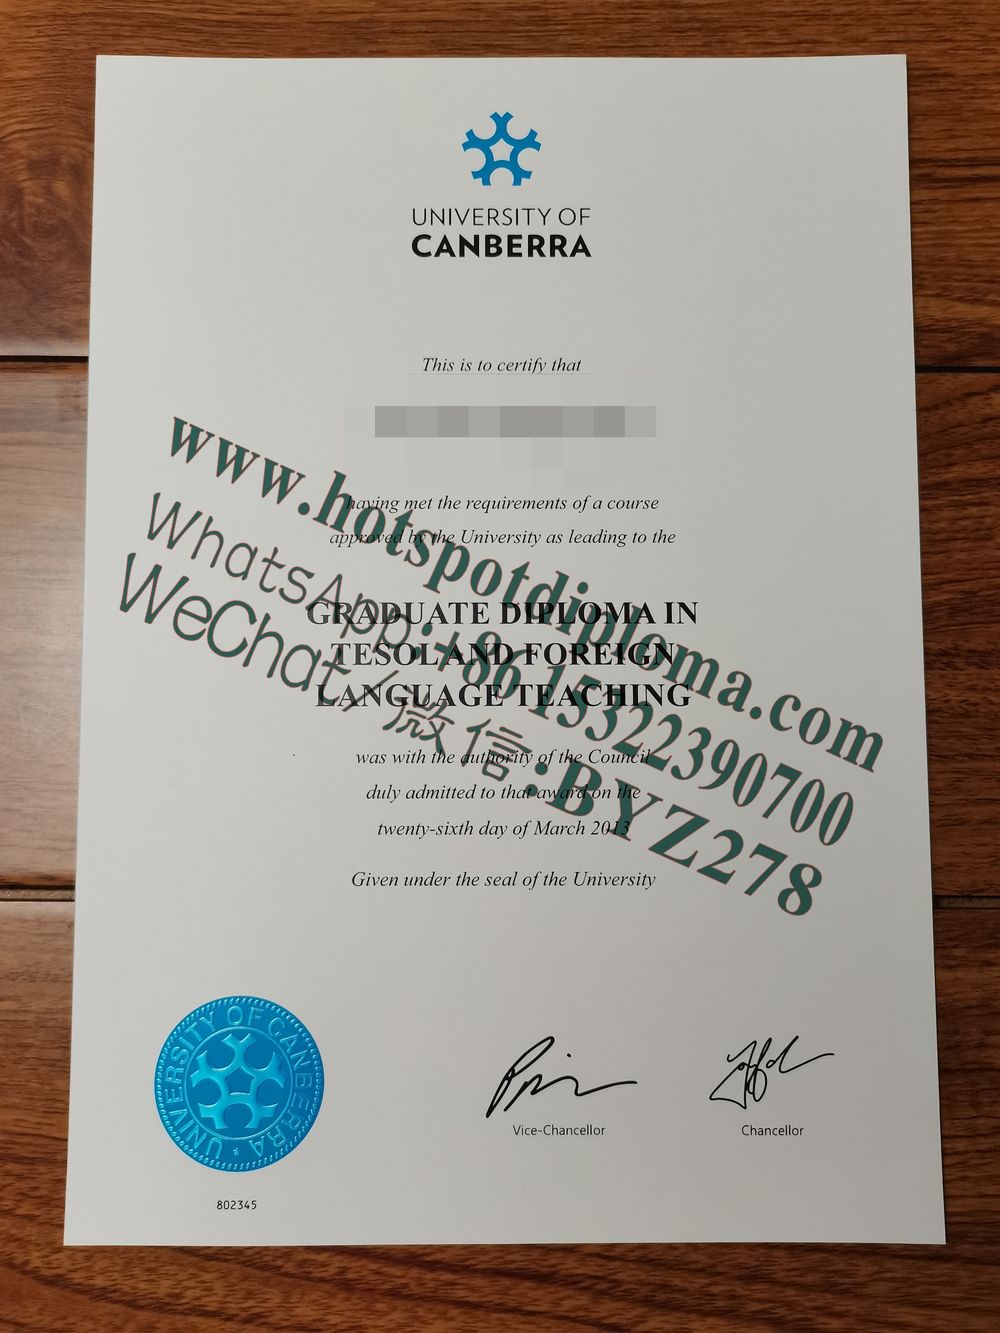 UNIVERSITY OF
CANBERRA
This is to certify that
having met the requirements of a course
approved by the University as leading to the
GRADUATE DIPLOMA IN
TESOL AND FOREIGN
LANGUAGE TEACHING
was with the authority of the Council
duly admitted to that award on the
twenty-sixth day of March 2013
Given under the seal of the University
www.hotspotdiploma.com
WhatsApp:+86 15322390700
WeChat/微信:BYZ278
UNIVERSITY OF CANBERRA
Vice-Chancellor
Chancellor
802345